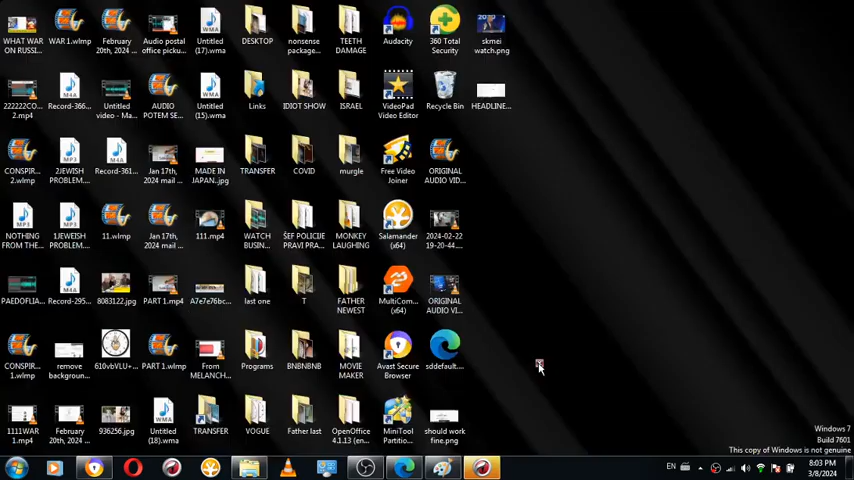 WHAT WAR
ON RUSSI...
WAR 1.wlmp
February
20th, 2024 ...
Audio postal
office picku...
Untitled
(17).wma
DESKTOP
nonsense
package...
TEETH
DAMAGE
Audacity
360 Total
Security
skmei
watch.png
222222CO...
2.mp4
Record-366...
Untitled
video - Ma...
AUDIO
POTEM SE...
Untitled
(15).wma
Links
IDIOT SHOW
ISRAEL
VideoPad
Video Editor
Recycle Bin
HEADLINE...
CONSPIR...
2.wlmp
2JEWISH
PROBLEM....
Record-361...
Jan 17th,
2024 mail ...
MADE IN
JAPAN..jpg
TRANSFER
COVID
murgle
Free Video
Joiner
ORIGINAL
AUDIO VID...
NOTHING
FROM THE...
1JEWISH
PROBLEM....
11.wlmp
Jan 17th,
2024 mail ...
111.mp4
WATCH
BUSIN...
ŠEF POLICIJE
PRAVI PRA...
MONKEY
LAUGHING
Salamander
(x64)
2024-02-22
19-20-44....
PAEDOFLIA...
Record-295...
8083122.jpg
PART 1.mp4
A7e7e76bc...
last one
T
FATHER
NEWEST
MultiCom...
(x64)
ORIGINAL
AUDIO VI...
CONSPIR...
1.wlmp
remove
backgroun...
610vbVLU+...
PART 1.wlmp
From
MELANCH...
Programs
BNBNBNB
MOVIE
MAKER
Avast Secure
Browser
sddefault....
1111WAR
1.mp4
February
20th, 2024 ...
936256.jpg
Untitled
(18).wma
TRANSFER
VOGUE
Father last
OpenOffice
4.1.13 (en...
MiniTool
Partitio...
should work
fine.png
Windows 7
Build 7601
This copy of Windows is not genuine
EN
8:03 PM
3/8/2024